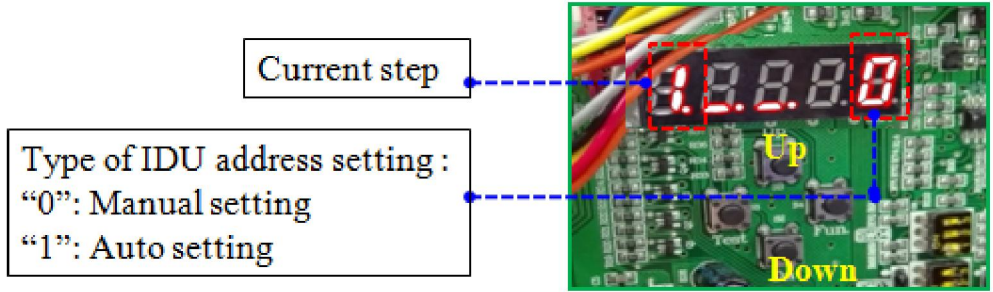 Current step
Type of IDU address setting :
“0”: Manual setting
“1”: Auto setting
1._._. 0
Up
Test
Fun.
Down